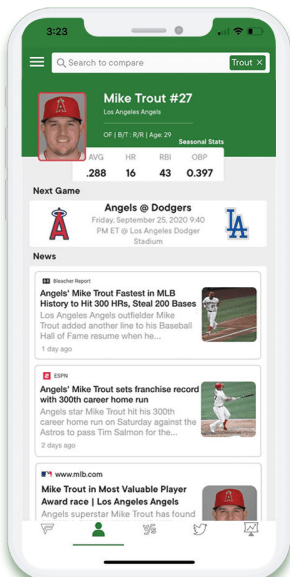 3:23
Search to compare
Trout ×
Mike Trout #27
Los Angeles Angels
OF | B/T : R/R | Age: 29
Seasonal Stats
AVG HR RBI OBP
.288 16 43 0.397
Next Game
Angels @ Dodgers
Friday, September 25, 2020 9:40
PM ET @ Los Angeles Dodger
Stadium
LA
News
Bleacher Report
Angels' Mike Trout Fastest in MLB
History to Hit 300 HRs, Steal 200 Bases
Los Angeles Angels outfielder Mike
Trout added another line to his Baseball
Hall of Fame resume when he...
1 day ago
ESPN
Angels' Mike Trout sets franchise record
with 300th career home run
Angels star Mike Trout hit his 300th
career home run on Saturday against the
Astros to pass Tim Salmon for the...
2 days ago
www.mlb.com
Mike Trout in Most Valuable Player
Award race | Los Angeles Angels
Angels superstar Mike Trout has found